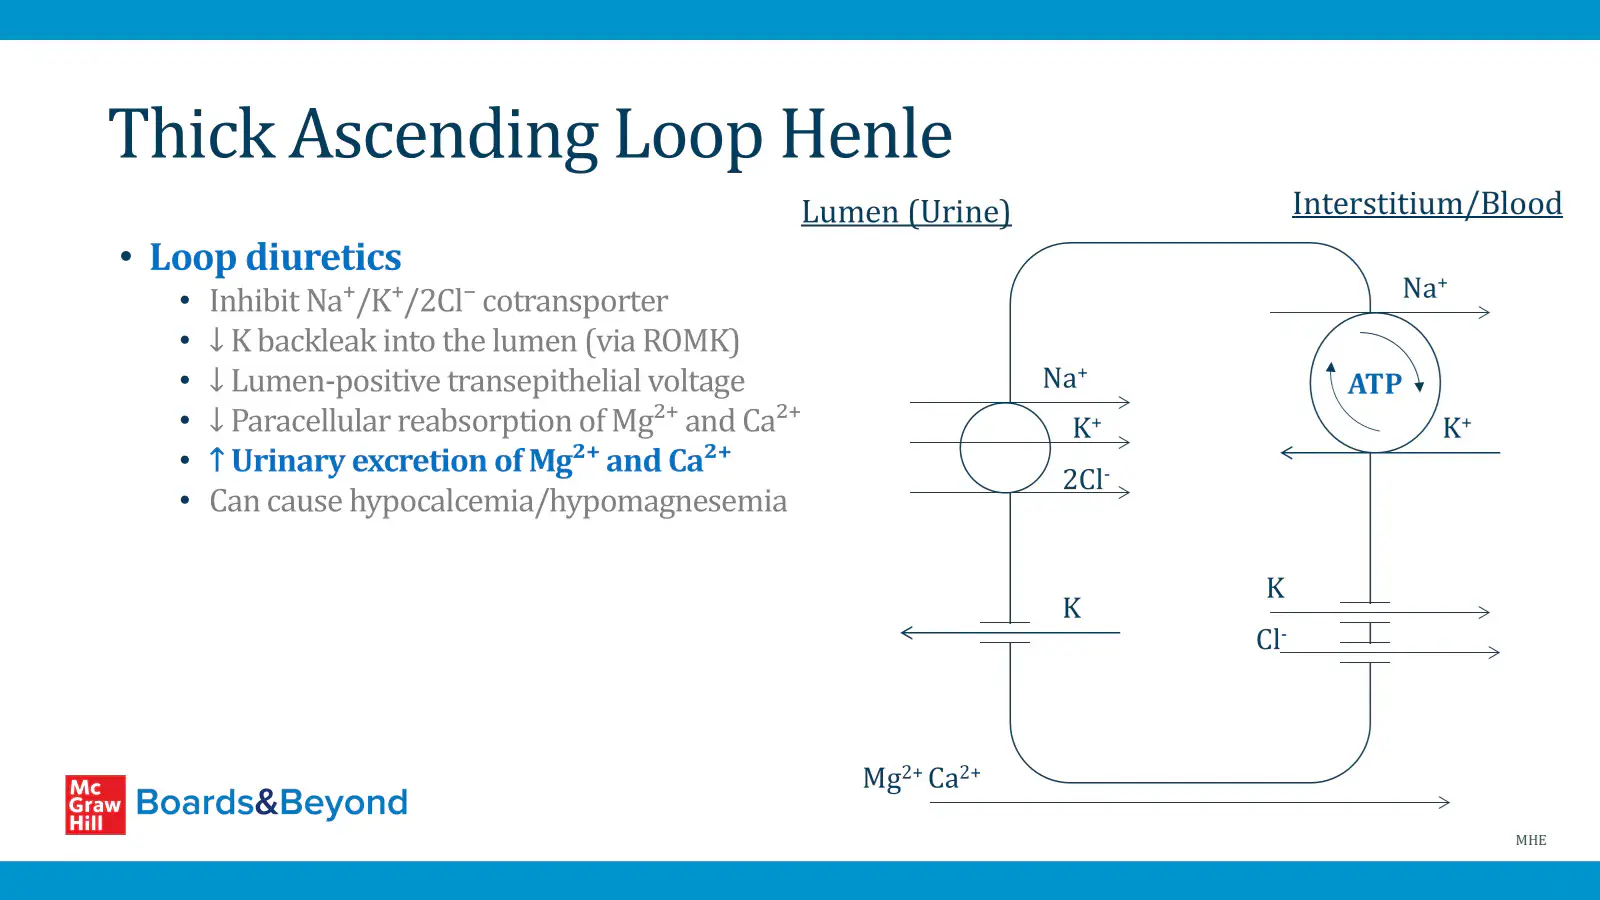 Thick Ascending Loop Henle
Lumen (Urine)
Interstitium/Blood
• Loop diuretics
• Inhibit Na⁺/K⁺/2Cl⁻ cotransporter
• ↓ K backleak into the lumen (via ROMK)
• ↓ Lumen-positive transepithelial voltage
• ↓ Paracellular reabsorption of Mg²⁺ and Ca²⁺
• ↑ Urinary excretion of Mg²⁺ and Ca²⁺
• Can cause hypocalcemia/hypomagnesemia
Na⁺
K⁺
2Cl⁻
K
Na⁺
ATP
K⁺
K
Cl⁻
Mg²⁺ Ca²⁺
Mc
Graw
Hill
Boards&Beyond
MHE